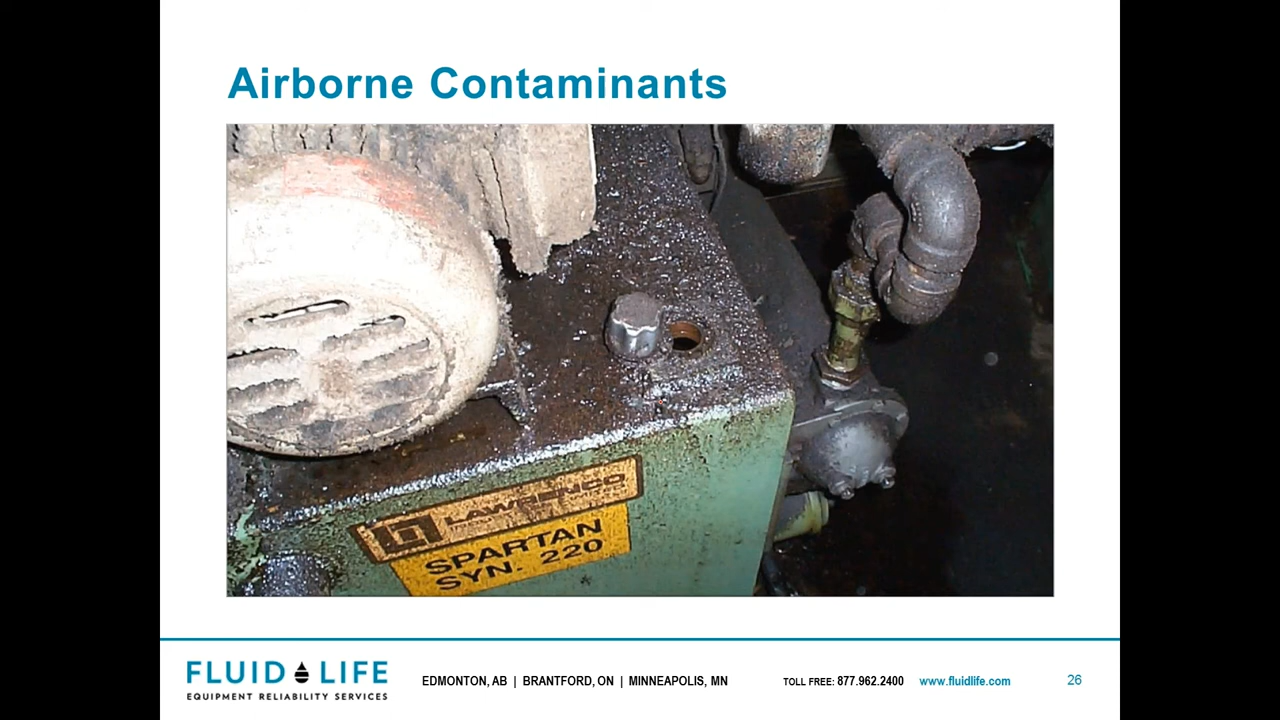 Airborne Contaminants
LAWRENCO
SPARTAN
SYN. 220
FLUID LIFE
EQUIPMENT RELIABILITY SERVICES
EDMONTON, AB | BRANTFORD, ON | MINNEAPOLIS, MN
TOLL FREE: 877.962.2400
www.fluidlife.com
26